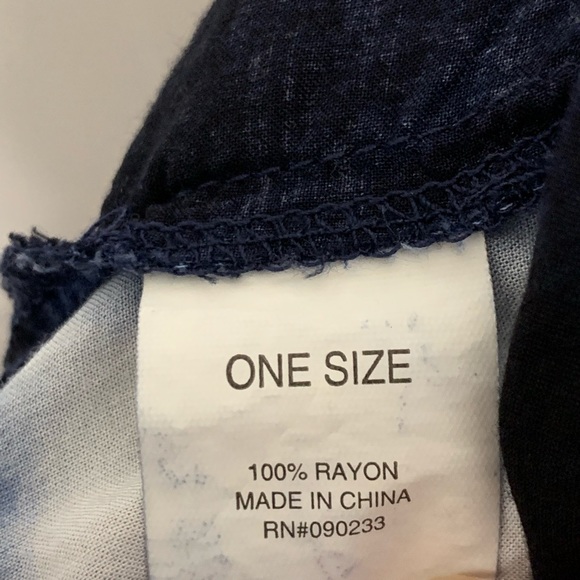 ONE SIZE
100% RAYON
MADE IN CHINA
RN#090233